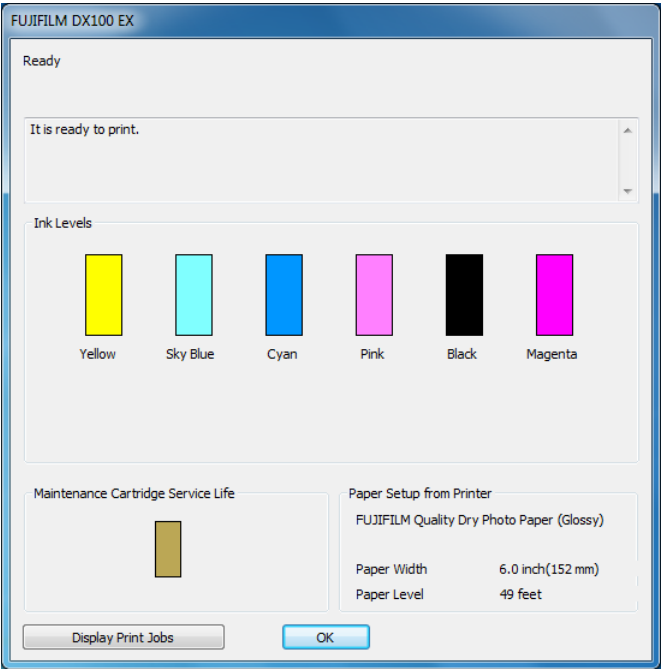 FUJIFILM DX100 EX
Ready
It is ready to print.
Ink Levels
Yellow Sky Blue Cyan Pink Black Magenta
Maintenance Cartridge Service Life
Paper Setup from Printer
FUJIFILM Quality Dry Photo Paper (Glossy)
Paper Width 6.0 inch(152 mm)
Paper Level 49 feet
Display Print Jobs OK